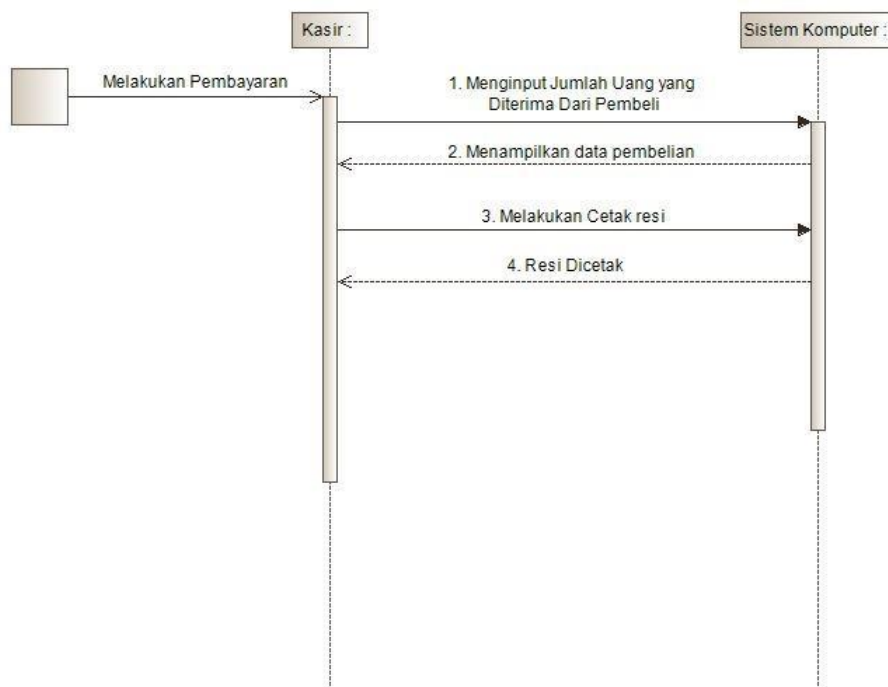 Kasir :
Sistem Komputer :
Melakukan Pembayaran
1. Menginput Jumlah Uang yang
Diterima Dari Pembeli
2. Menampilkan data pembelian
3. Melakukan Cetak resi
4. Resi Dicetak